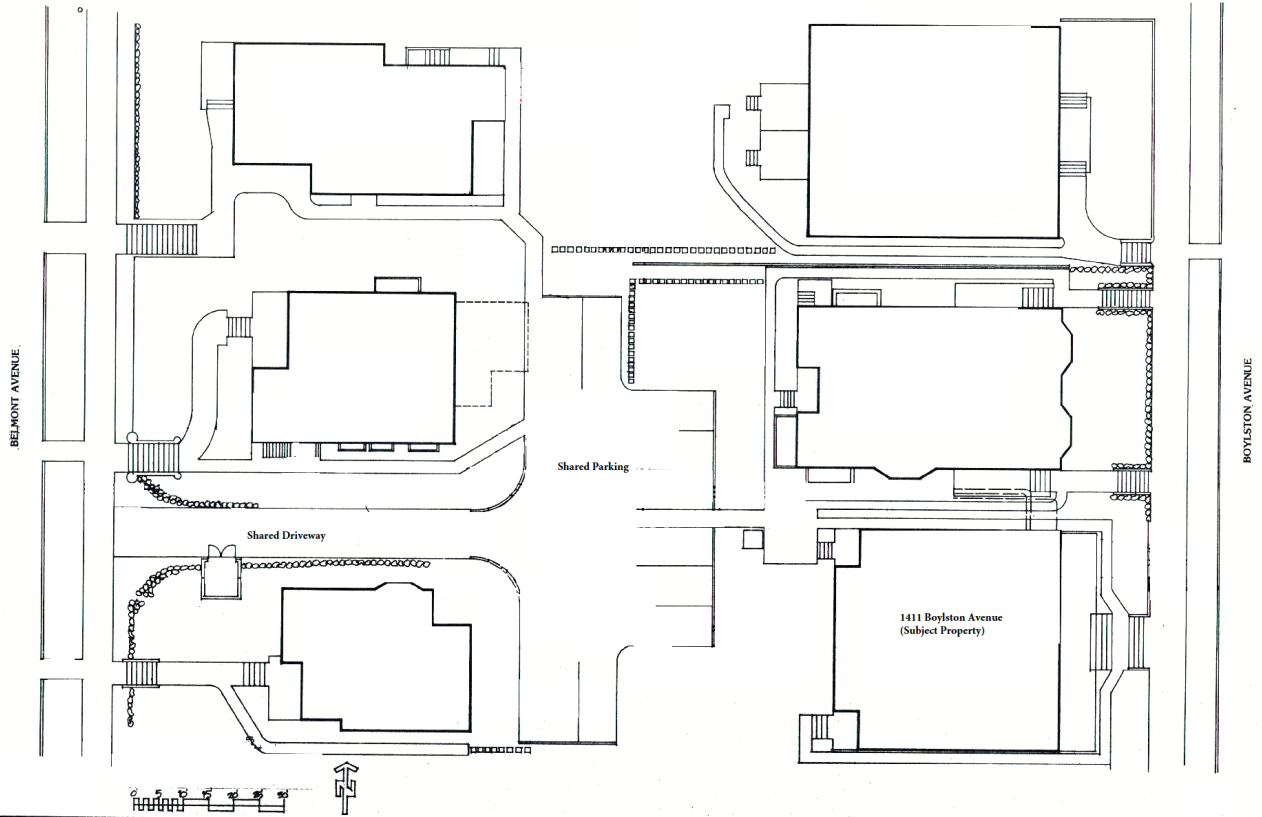 BELMONT AVENUE
BOYLSTON AVENUE
Shared Parking
Shared Driveway
1411 Boylston Avenue
(Subject Property)
N
0 5 10 15 20 25 30